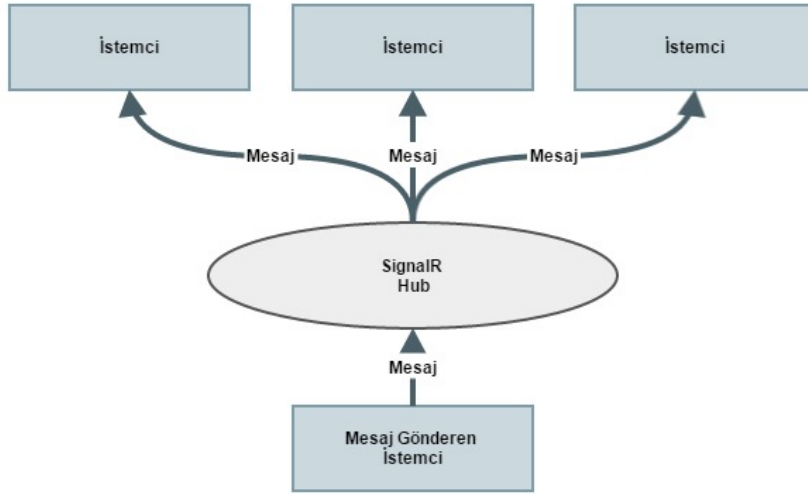 İstemci
İstemci
İstemci
Mesaj
Mesaj
Mesaj
SignalR
Hub
Mesaj
Mesaj Gönderen
İstemci